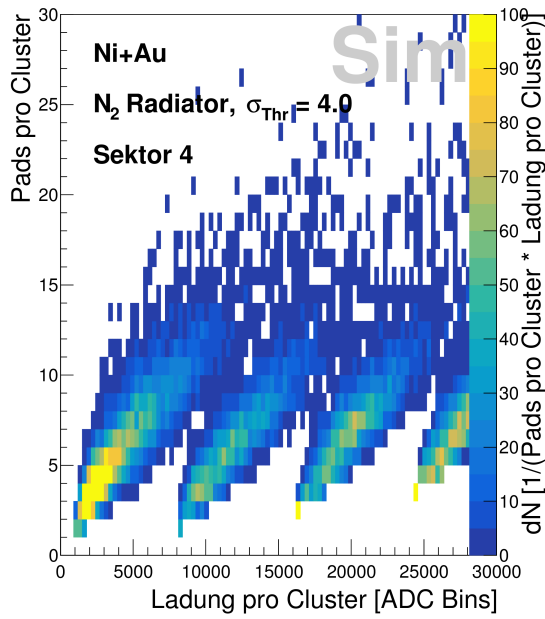 Sim
Ni+Au
N2 Radiator, σThr = 4.0
Sektor 4
Pads pro Cluster
30
25
20
15
10
5
0
0 5000 10000 15000 20000 25000 30000
Ladung pro Cluster [ADC Bins]
100
90
80
70
60
50
40
30
20
10
0
dN [1/(Pads pro Cluster * Ladung pro Cluster)]